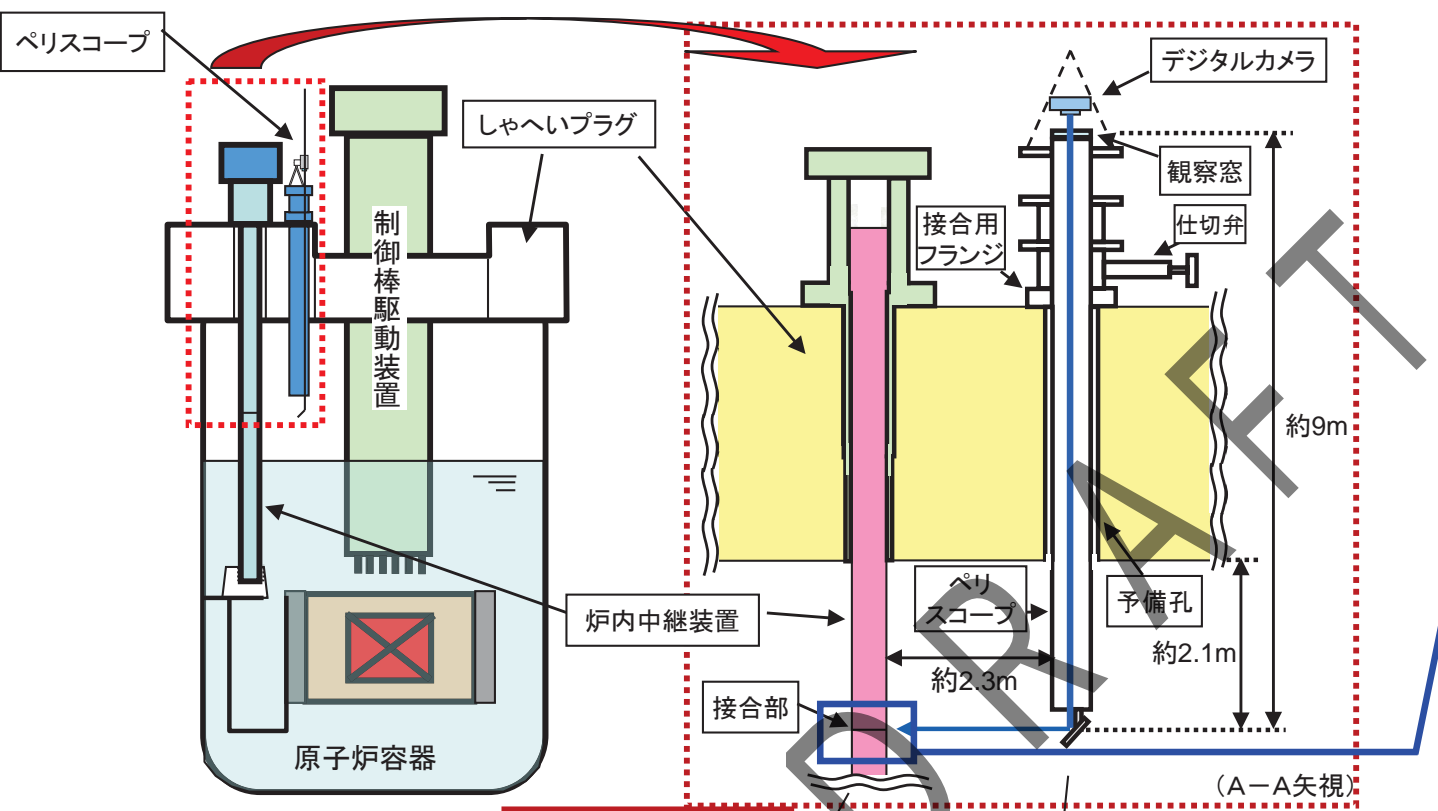 ペリスコープ
しゃへいプラグ
制御棒駆動装置
炉内中継装置
原子炉容器
デジタルカメラ
観察窓
仕切弁
接合用
フランジ
約9m
ペリ
スコープ
予備孔
約2.1m
約2.3m
接合部
（A－A矢視）
DRAFT